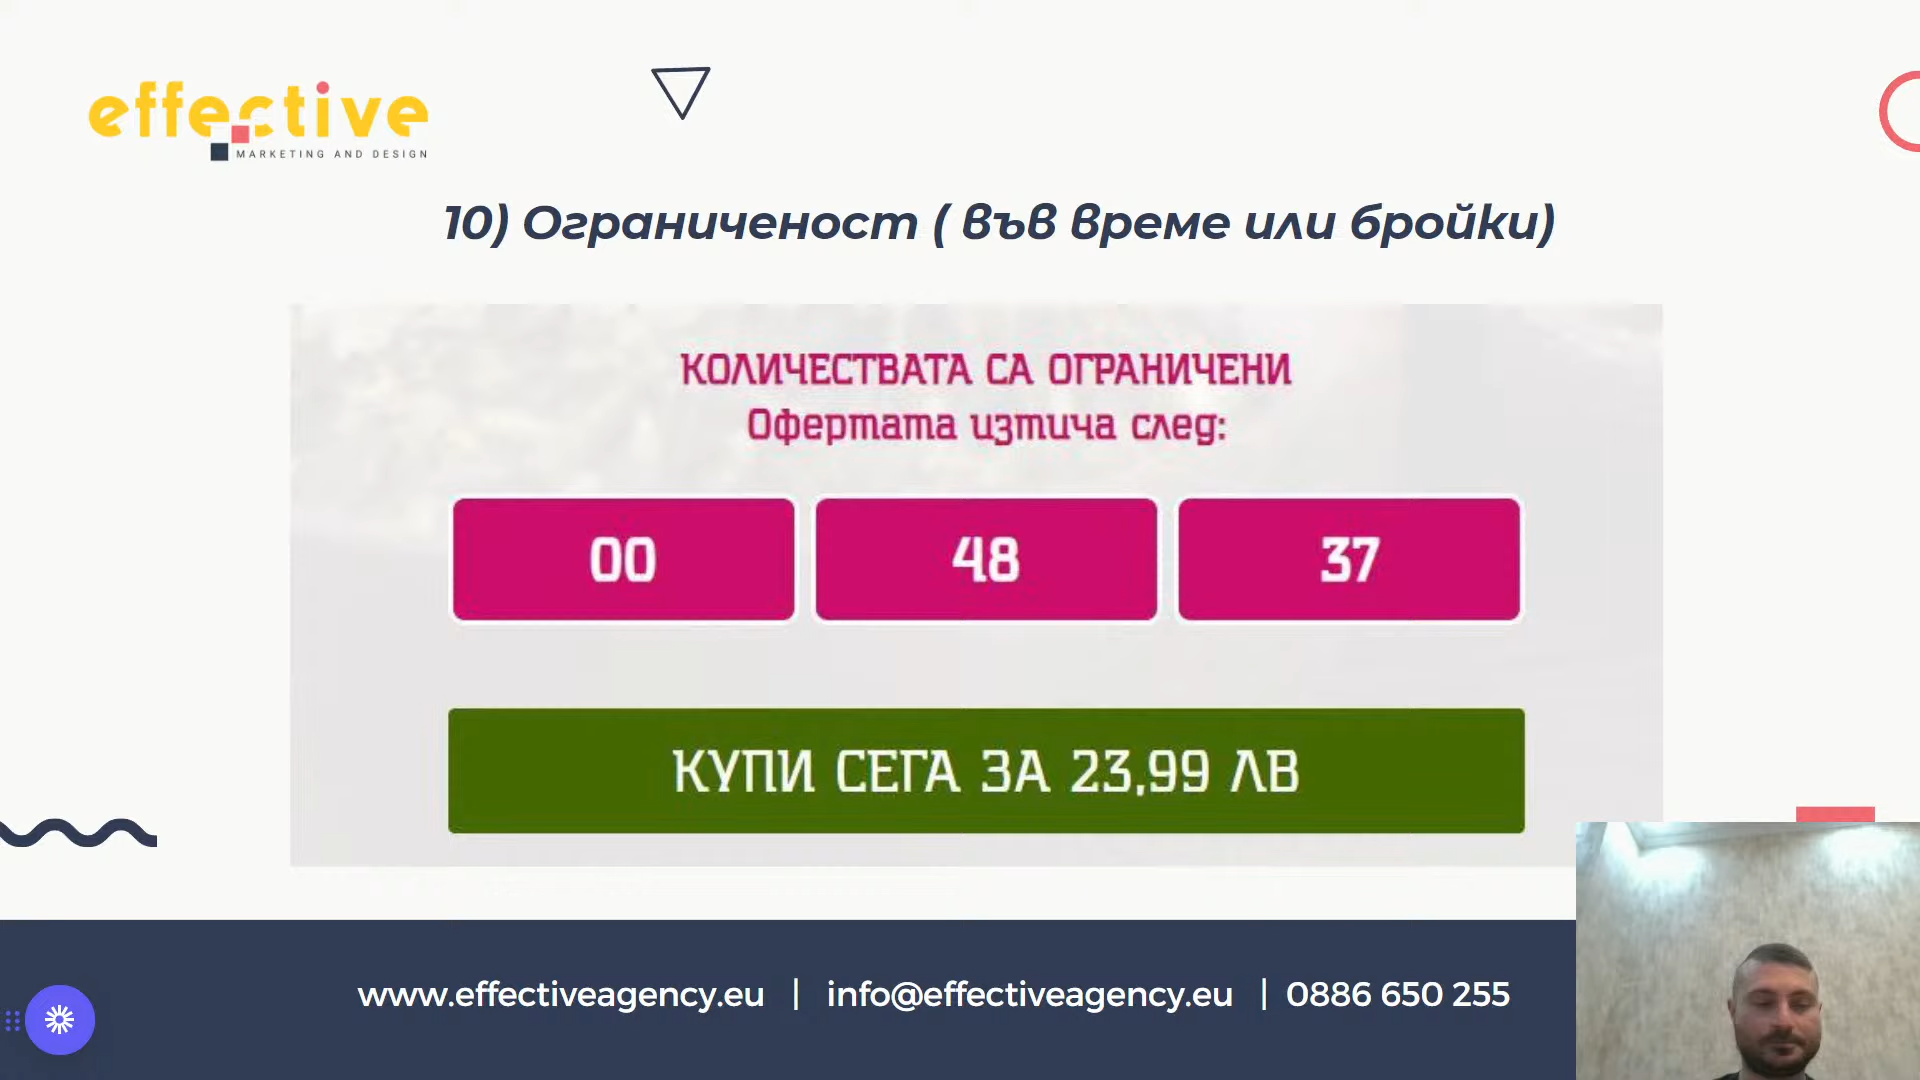 effective
MARKETING AND DESIGN
10) Ограниченост ( във време или бройки)
КОЛИЧЕСТВАТА СА ОГРАНИЧЕНИ
Офертата изтича след:
00 48 37
КУПИ СЕГА ЗА 23,99 ЛВ
www.effectiveagency.eu | info@effectiveagency.eu | 0886 650 255